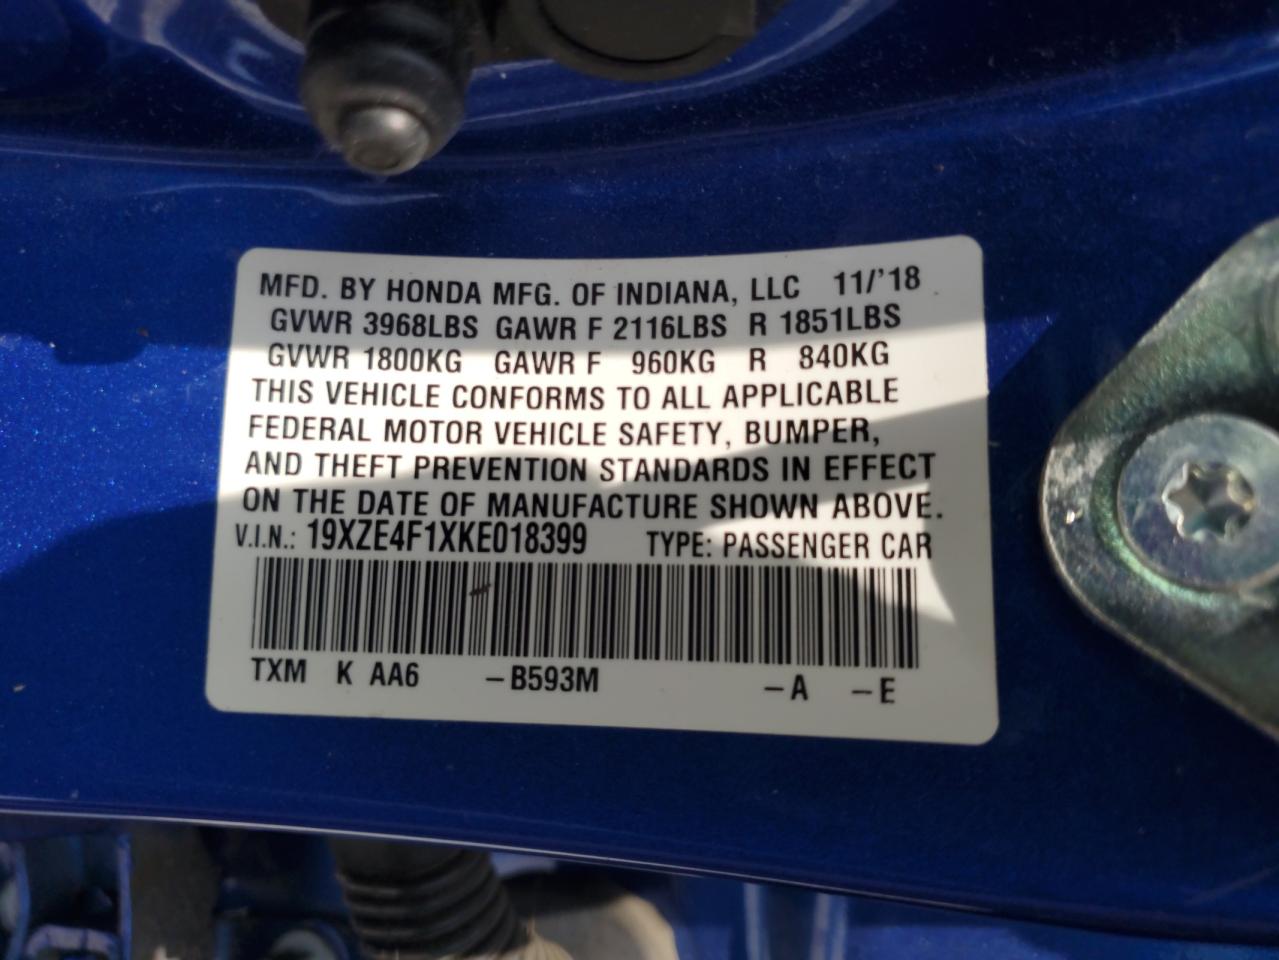 MFD. BY HONDA MFG. OF INDIANA, LLC 11/'18
GVWR 3968LBS GAWR F 2116LBS R 1851LBS
GVWR 1800KG GAWR F 960KG R 840KG
THIS VEHICLE CONFORMS TO ALL APPLICABLE
FEDERAL MOTOR VEHICLE SAFETY, BUMPER,
AND THEFT PREVENTION STANDARDS IN EFFECT
ON THE DATE OF MANUFACTURE SHOWN ABOVE.
V.I.N.: 19XZE4F1XKE018399 TYPE: PASSENGER CAR
TXM K AA6 –B593M –A –E